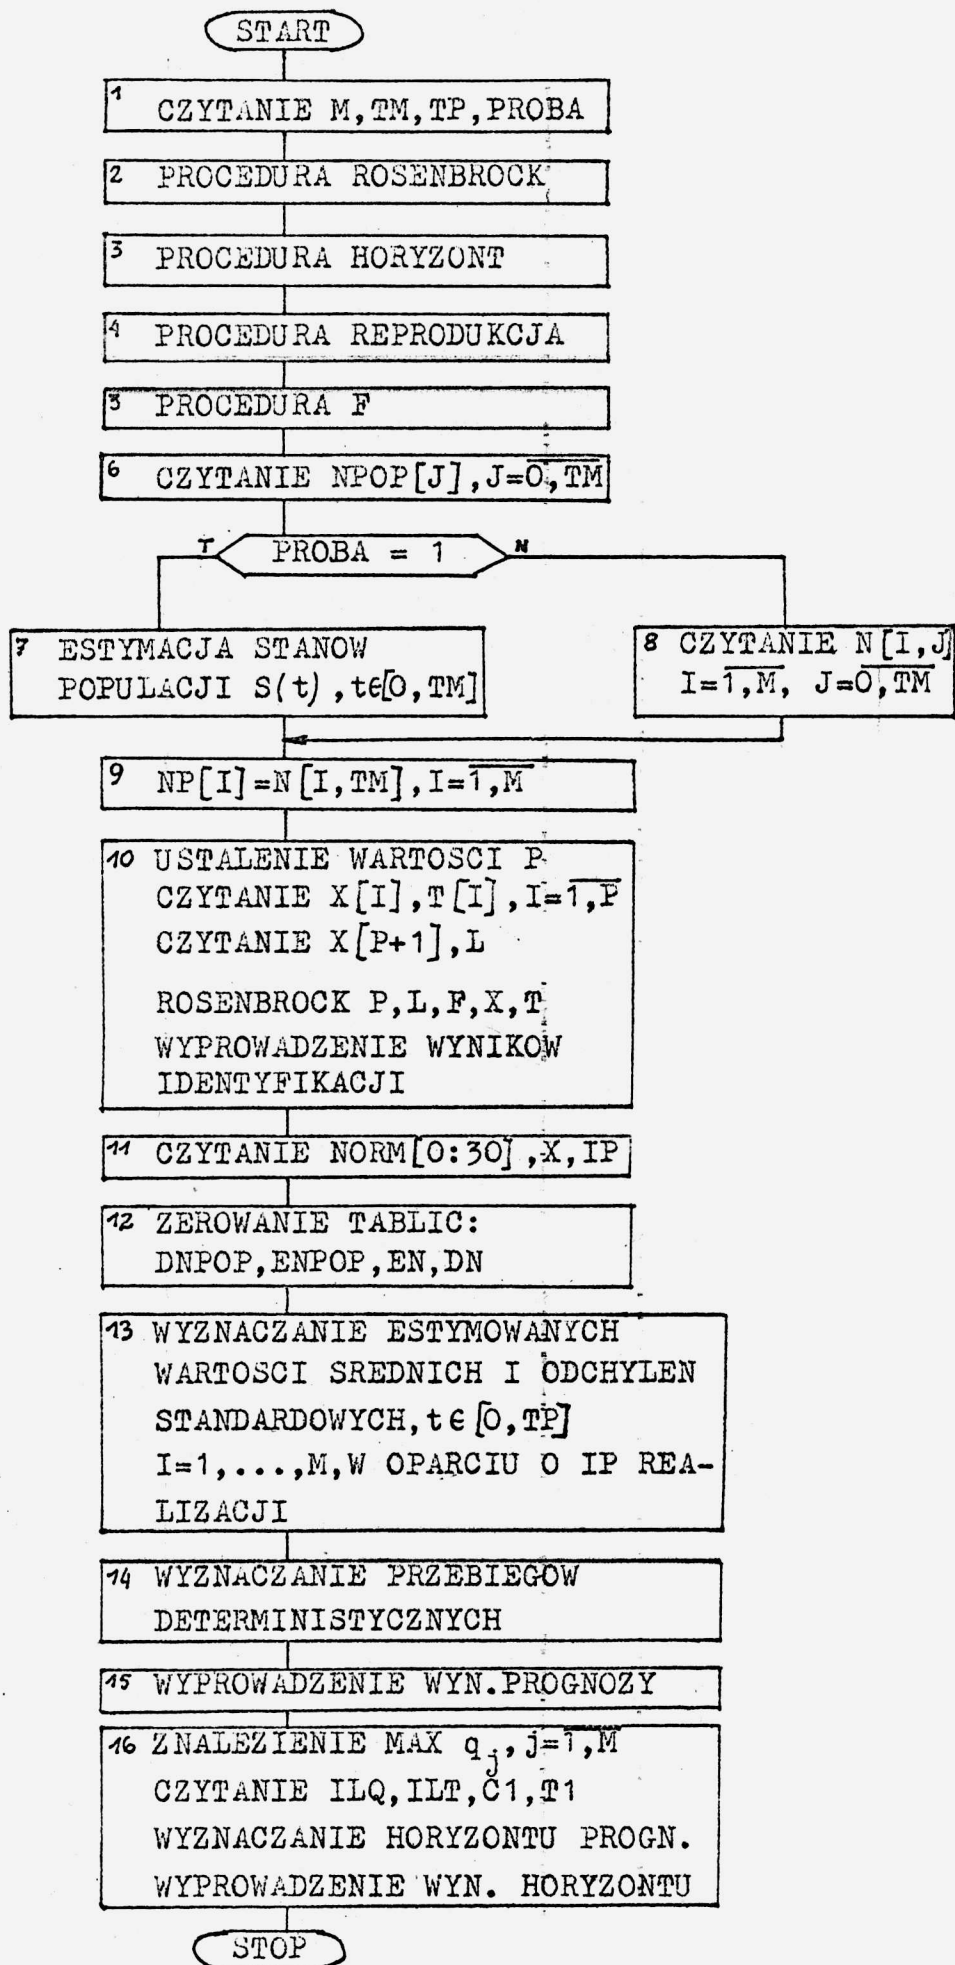 START
1 CZYTANIE M,TM,TP,PROBA
2 PROCEDURA ROSENBROCK
3 PROCEDURA HORYZONT
4 PROCEDURA REPRODUKCJA
5 PROCEDURA F
6 CZYTANIE NPOP[J],J=0,TM
T PROBA = 1 N
7 ESTYMACJA STANOW
POPULACJI S(t),t∈[0,TM]
8 CZYTANIE N[I,J]
I=1,M, J=0,TM
9 NP[I]=N[I,TM],I=1,M
10 USTALENIE WARTOSCI P
CZYTANIE X[I],T[I],I=1,P
CZYTANIE X[P+1],L
ROSENBROCK P,L,F,X,T
WYPROWADZENIE WYNIKOW
IDENTYFIKACJI
11 CZYTANIE NORM[0:30],X,IP
12 ZEROWANIE TABLIC:
DNPOP,ENPOP,EN,DN
13 WYZNACZANIE ESTYMOWANYCH
WARTOSCI SREDNICH I ODCHYLEN
STANDARDOWYCH,t∈[0,TP]
I=1,...,M,W OPARCIU O IP REA-
LIZACJI
14 WYZNACZANIE PRZEBIEGOW
DETERMINISTYCZNYCH
15 WYPROWADZENIE WYN.PROGNOZY
16 ZNALEZIENIE MAX qj,j=1,M
CZYTANIE ILQ,ILT,C1,T1
WYZNACZANIE HORYZONTU PROGN.
WYPROWADZENIE WYN. HORYZONTU
STOP